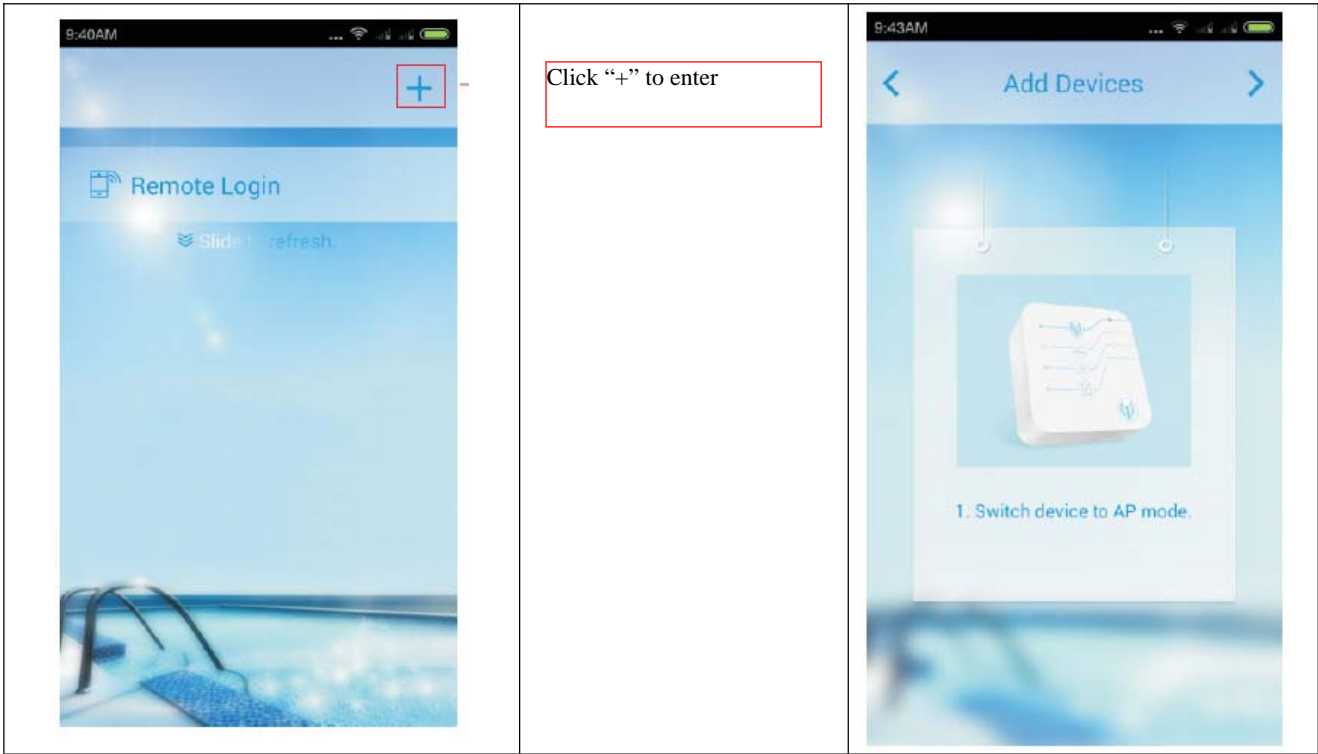 9:40AM
Remote Login
Slide refresh.
Click “+” to enter
9:43AM
Add Devices
1. Switch device to AP mode.